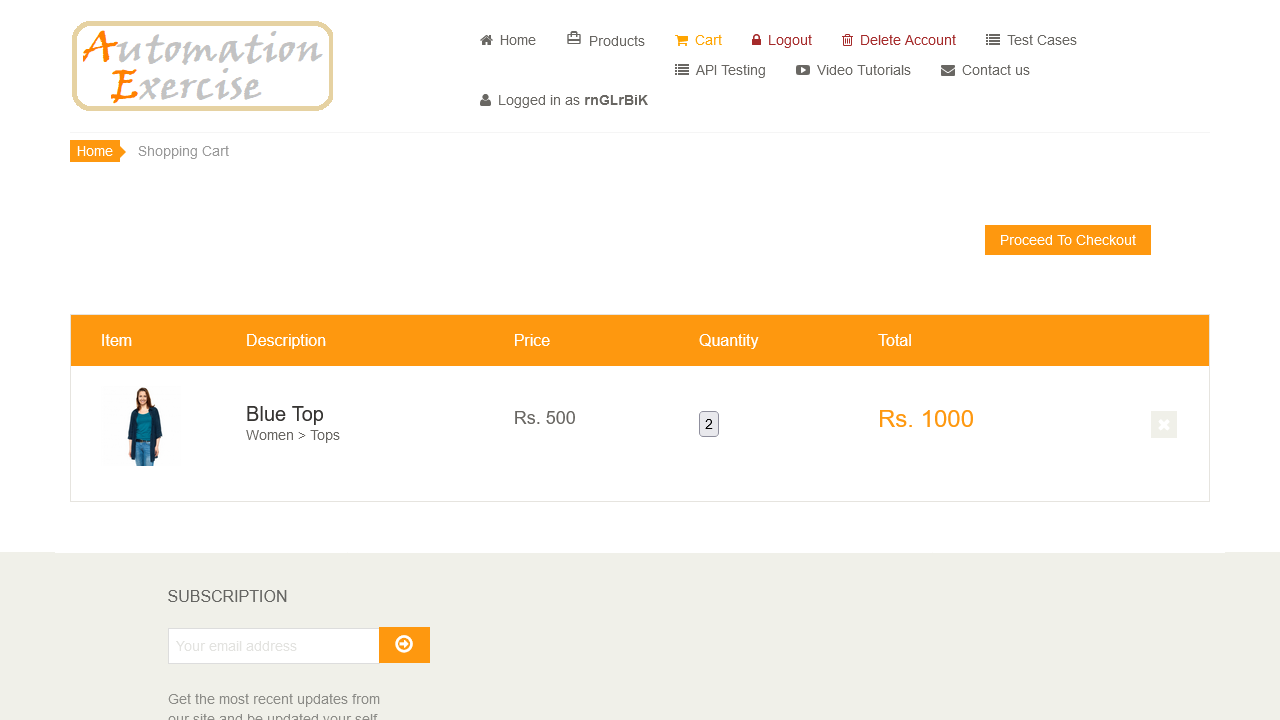 Automation
Exercise
Home Products Cart Logout Delete Account Test Cases
API Testing Video Tutorials Contact us
Logged in as rnGLrBiK
Home Shopping Cart
Proceed To Checkout
Item Description Price Quantity Total
Blue Top
Women > Tops
Rs. 500
2
Rs. 1000
SUBSCRIPTION
Your email address
Get the most recent updates from
our site and be updated your self